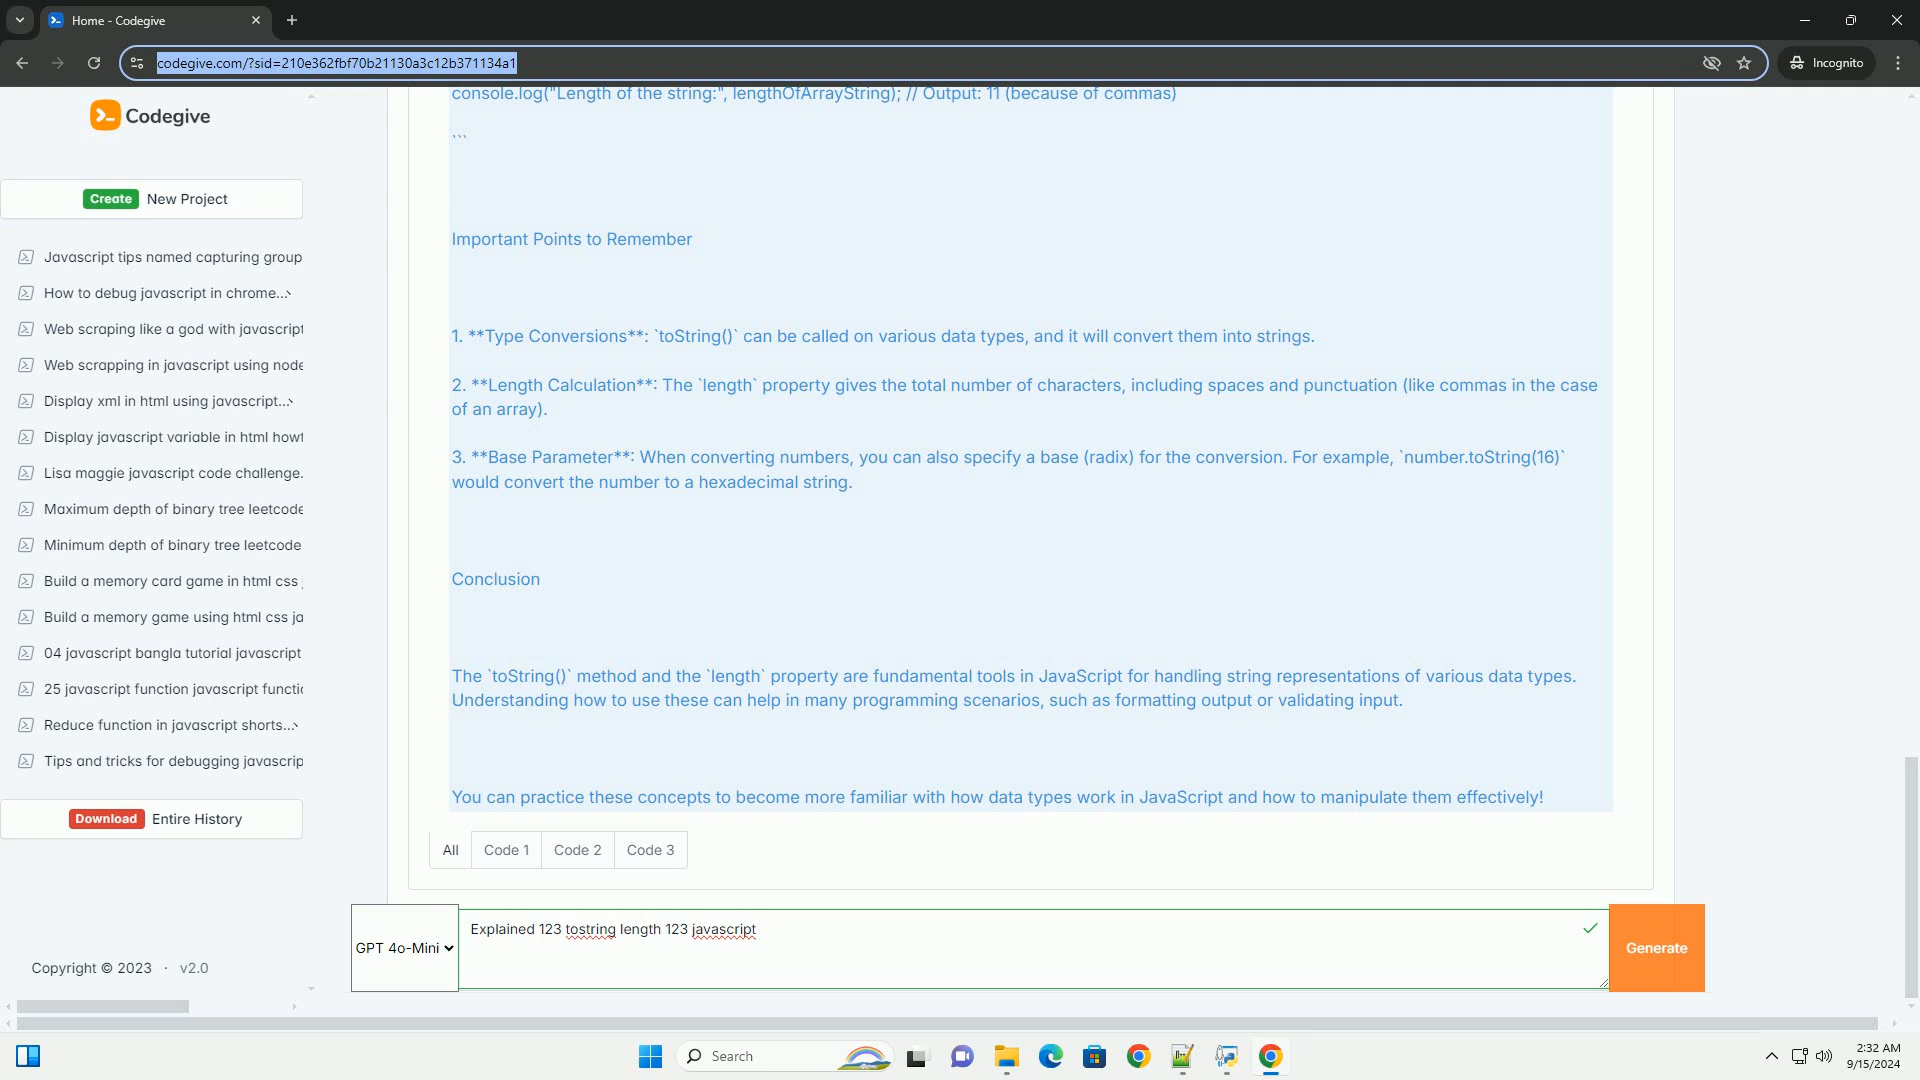 Home - Codegive
codegive.com/?sid=210e362fbf70b21130a3c12b371134a1
Incognito
Codegive
Create New Project
Javascript tips named capturing group
How to debug javascript in chrome...
Web scraping like a god with javascript
Web scrapping in javascript using node
Display xml in html using javascript...
Display javascript variable in html howt
Lisa maggie javascript code challenge.
Maximum depth of binary tree leetcode
Minimum depth of binary tree leetcode
Build a memory card game in html css j
Build a memory game using html css ja
04 javascript bangla tutorial javascript
25 javascript function javascript functio
Reduce function in javascript shorts...
Tips and tricks for debugging javascrip
Download Entire History
Copyright © 2023 · v2.0
console.log("Length of the string:", lengthOfArrayString); // Output: 11 (because of commas)
```
Important Points to Remember
1. **Type Conversions**: `toString()` can be called on various data types, and it will convert them into strings.
2. **Length Calculation**: The `length` property gives the total number of characters, including spaces and punctuation (like commas in the case
of an array).
3. **Base Parameter**: When converting numbers, you can also specify a base (radix) for the conversion. For example, `number.toString(16)`
would convert the number to a hexadecimal string.
Conclusion
The `toString()` method and the `length` property are fundamental tools in JavaScript for handling string representations of various data types.
Understanding how to use these can help in many programming scenarios, such as formatting output or validating input.
You can practice these concepts to become more familiar with how data types work in JavaScript and how to manipulate them effectively!
All Code 1 Code 2 Code 3
GPT 4o-Mini
Explained 123 tostring length 123 javascript
Generate
Search
2:32 AM
9/15/2024